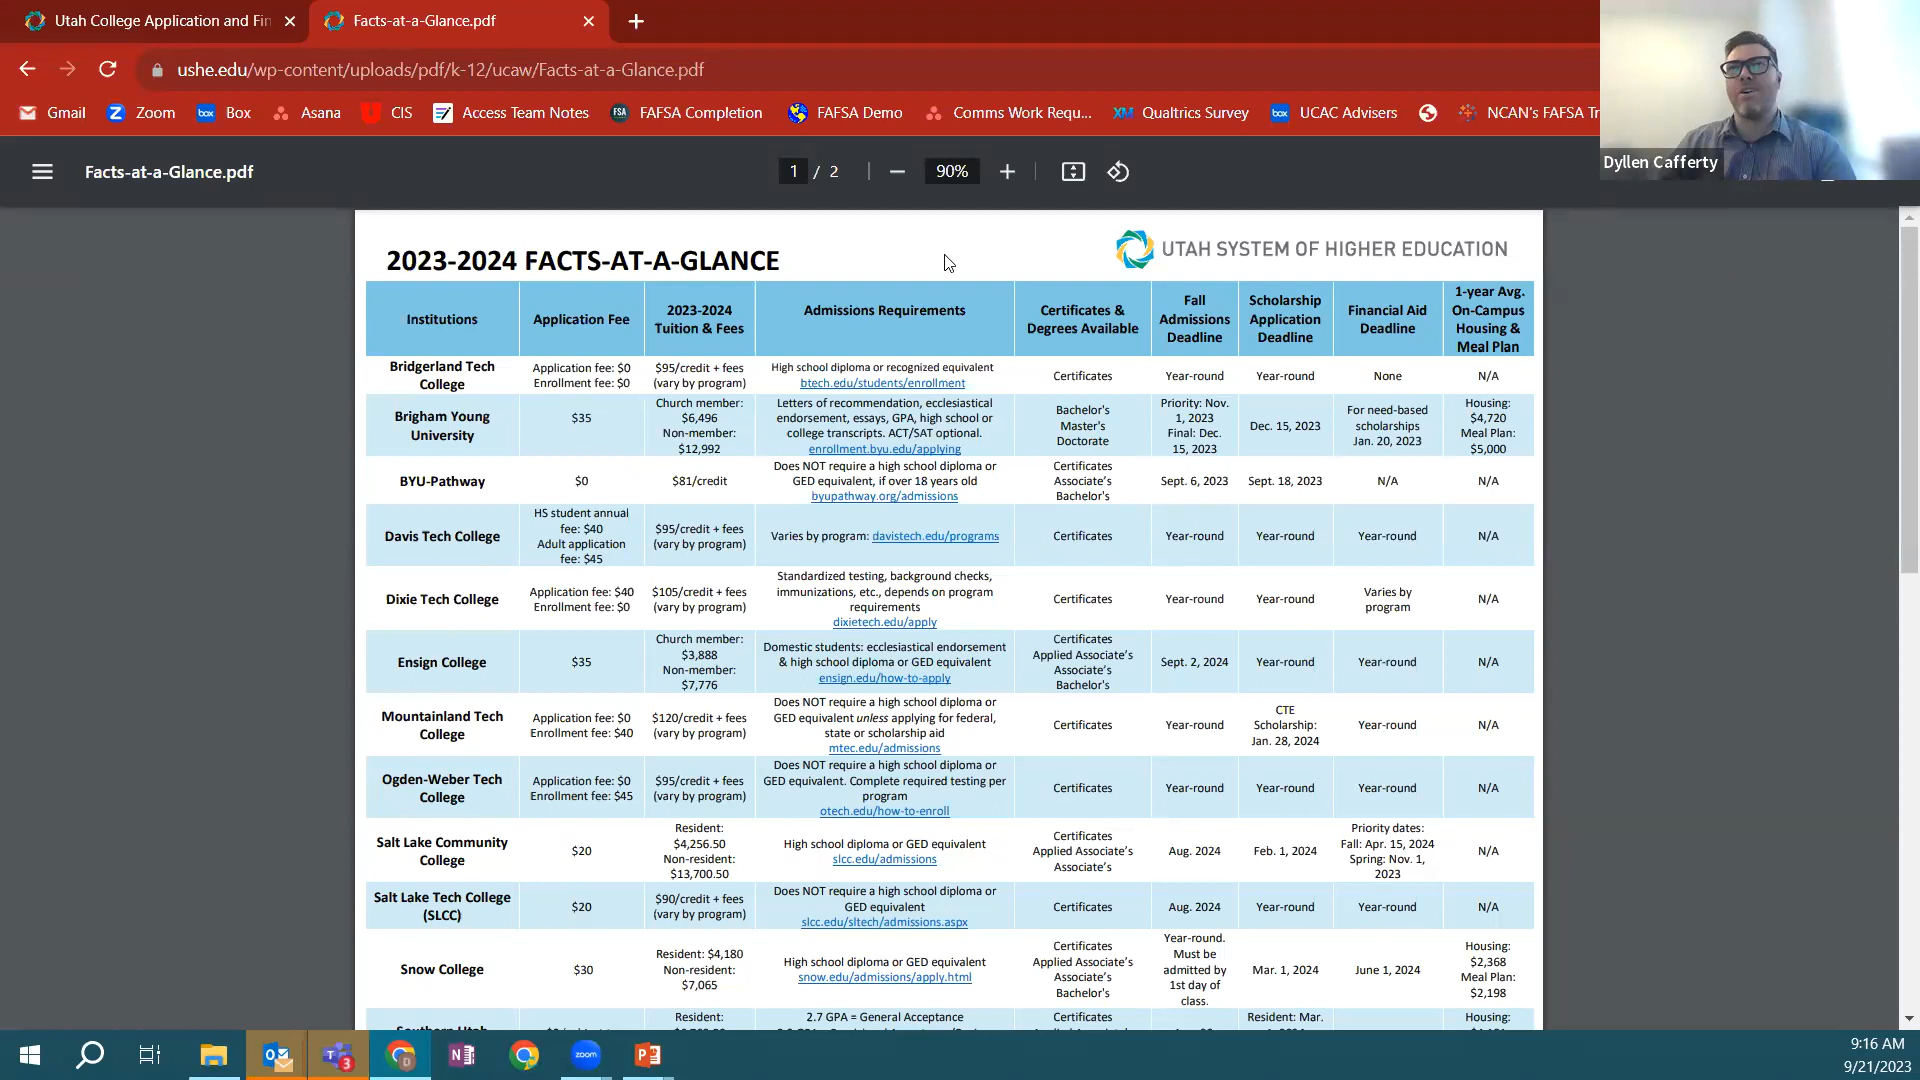 Utah College Application and Fin
Facts-at-a-Glance.pdf
ushe.edu/wp-content/uploads/pdf/k-12/ucaw/Facts-at-a-Glance.pdf
Gmail Zoom box Box Asana CIS Access Team Notes FSA FAFSA Completion FAFSA Demo Comms Work Requ... XM Qualtrics Survey box UCAC Advisers NCAN's FAFSA Tr
Dyllen Cafferty
Facts-at-a-Glance.pdf
1 / 2
90%
2023-2024 FACTS-AT-A-GLANCE
UTAH SYSTEM OF HIGHER EDUCATION
Institutions
Application Fee
2023-2024
Tuition & Fees
Admissions Requirements
Certificates &
Degrees Available
Fall
Admissions
Deadline
Scholarship
Application
Deadline
Financial Aid
Deadline
1-year Avg.
On-Campus
Housing &
Meal Plan
Bridgerland Tech
College
Application fee: $0
Enrollment fee: $0
$95/credit + fees
(vary by program)
High school diploma or recognized equivalent
btech.edu/students/enrollment
Certificates
Year-round
Year-round
None
N/A
Brigham Young
University
$35
Church member:
$6,496
Non-member:
$12,992
Letters of recommendation, ecclesiastical
endorsement, essays, GPA, high school or
college transcripts. ACT/SAT optional.
enrollment.byu.edu/applying
Bachelor's
Master's
Doctorate
Priority: Nov.
1, 2023
Final: Dec.
15, 2023
Dec. 15, 2023
For need-based
scholarships
Jan. 20, 2023
Housing:
$4,720
Meal Plan:
$5,000
BYU-Pathway
$0
$81/credit
Does NOT require a high school diploma or
GED equivalent, if over 18 years old
byupathway.org/admissions
Certificates
Associate's
Bachelor's
Sept. 6, 2023
Sept. 18, 2023
N/A
N/A
Davis Tech College
HS student annual
fee: $40
Adult application
fee: $45
$95/credit + fees
(vary by program)
Varies by program: davistech.edu/programs
Certificates
Year-round
Year-round
Year-round
N/A
Dixie Tech College
Application fee: $40
Enrollment fee: $0
$105/credit + fees
(vary by program)
Standardized testing, background checks,
immunizations, etc., depends on program
requirements
dixietech.edu/apply
Certificates
Year-round
Year-round
Varies by
program
N/A
Ensign College
$35
Church member:
$3,888
Non-member:
$7,776
Domestic students: ecclesiastical endorsement
& high school diploma or GED equivalent
ensign.edu/how-to-apply
Certificates
Applied Associate's
Associate's
Bachelor's
Sept. 2, 2024
Year-round
Year-round
N/A
Mountainland Tech
College
Application fee: $0
Enrollment fee: $40
$120/credit + fees
(vary by program)
Does NOT require a high school diploma or
GED equivalent unless applying for federal,
state or scholarship aid
mtec.edu/admissions
Certificates
Year-round
CTE
Scholarship:
Jan. 28, 2024
Year-round
N/A
Ogden-Weber Tech
College
Application fee: $0
Enrollment fee: $45
$95/credit + fees
(vary by program)
Does NOT require a high school diploma or
GED equivalent. Complete required testing per
program
otech.edu/how-to-enroll
Certificates
Year-round
Year-round
Year-round
N/A
Salt Lake Community
College
$20
Resident:
$4,256.50
Non-resident:
$13,700.50
High school diploma or GED equivalent
slcc.edu/admissions
Certificates
Applied Associate's
Associate's
Aug. 2024
Feb. 1, 2024
Priority dates:
Fall: Apr. 15, 2024
Spring: Nov. 1,
2023
N/A
Salt Lake Tech College
(SLCC)
$20
$90/credit + fees
(vary by program)
Does NOT require a high school diploma or
GED equivalent
slcc.edu/sltech/admissions.aspx
Certificates
Aug. 2024
Year-round
Year-round
N/A
Snow College
$30
Resident: $4,180
Non-resident:
$7,065
High school diploma or GED equivalent
snow.edu/admissions/apply.html
Certificates
Applied Associate's
Associate's
Bachelor's
Year-round.
Must be
admitted by
1st day of
class.
Mar. 1, 2024
June 1, 2024
Housing:
$2,368
Meal Plan:
$2,198
Southern Utah
Resident:
2.7 GPA = General Acceptance
Certificates
Resident: Mar.
Housing:
zoom
9:16 AM
9/21/2023